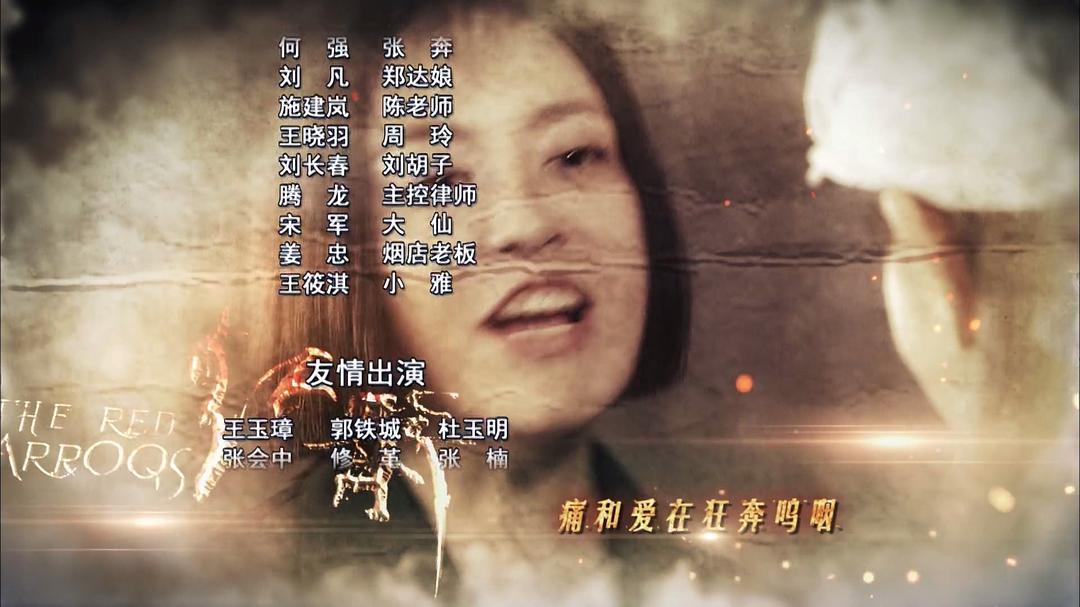 何强 张奔
刘凡 郑达娘
施建岚 陈老师
王晓羽 周玲
刘长春 刘胡子
腾龙 主控律师
宋军 大仙
姜忠 烟店老板
王筱淇 小雅
友情出演
王玉璋 郭铁城 杜玉明
张会中 修革 张楠
THE RED
ARROQS
痛和爱在狂奔呜咽